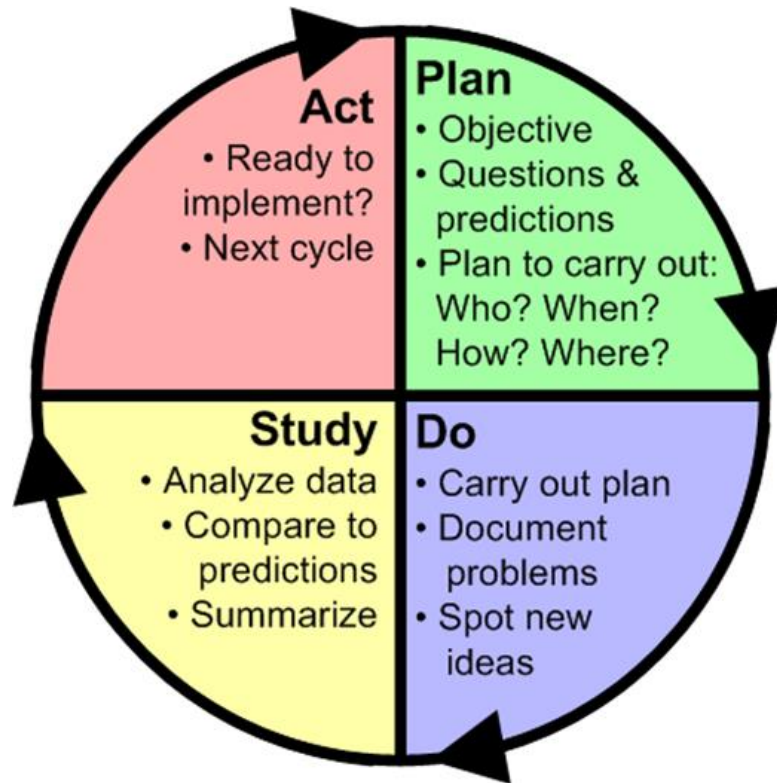 Act
• Ready to
implement?
• Next cycle
Plan
• Objective
• Questions &
predictions
• Plan to carry out:
Who? When?
How? Where?
Study
• Analyze data
• Compare to
predictions
• Summarize
Do
• Carry out plan
• Document
problems
• Spot new
ideas